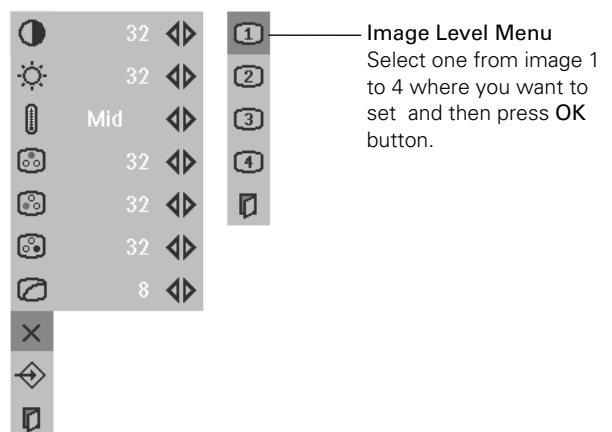 32
32
Mid
32
32
32
8
1
2
3
4
Image Level Menu
Select one from image 1
to 4 where you want to
set and then press OK
button.